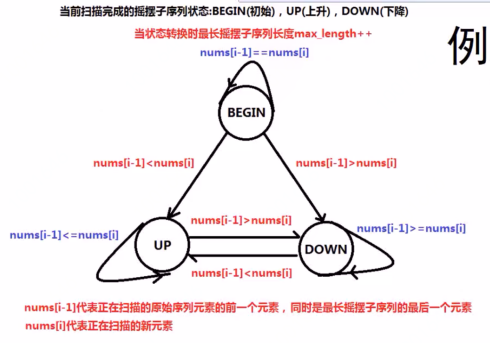 当前扫描完成的摇摆子序列状态:BEGIN(初始)，UP(上升)，DOWN(下降)
当状态转换时最长摇摆子序列长度max_length++
例
nums[i-1]==nums[i]
BEGIN
nums[i-1]<nums[i]
nums[i-1]>nums[i]
nums[i-1]<=nums[i]
UP
nums[i-1]>nums[i]
nums[i-1]<nums[i]
DOWN
nums[i-1]>=nums[i]
nums[i-1]代表正在扫描的原始序列元素的前一个元素，同时是最长摇摆子序列的最后一个元素
nums[i]代表正在扫描的新元素